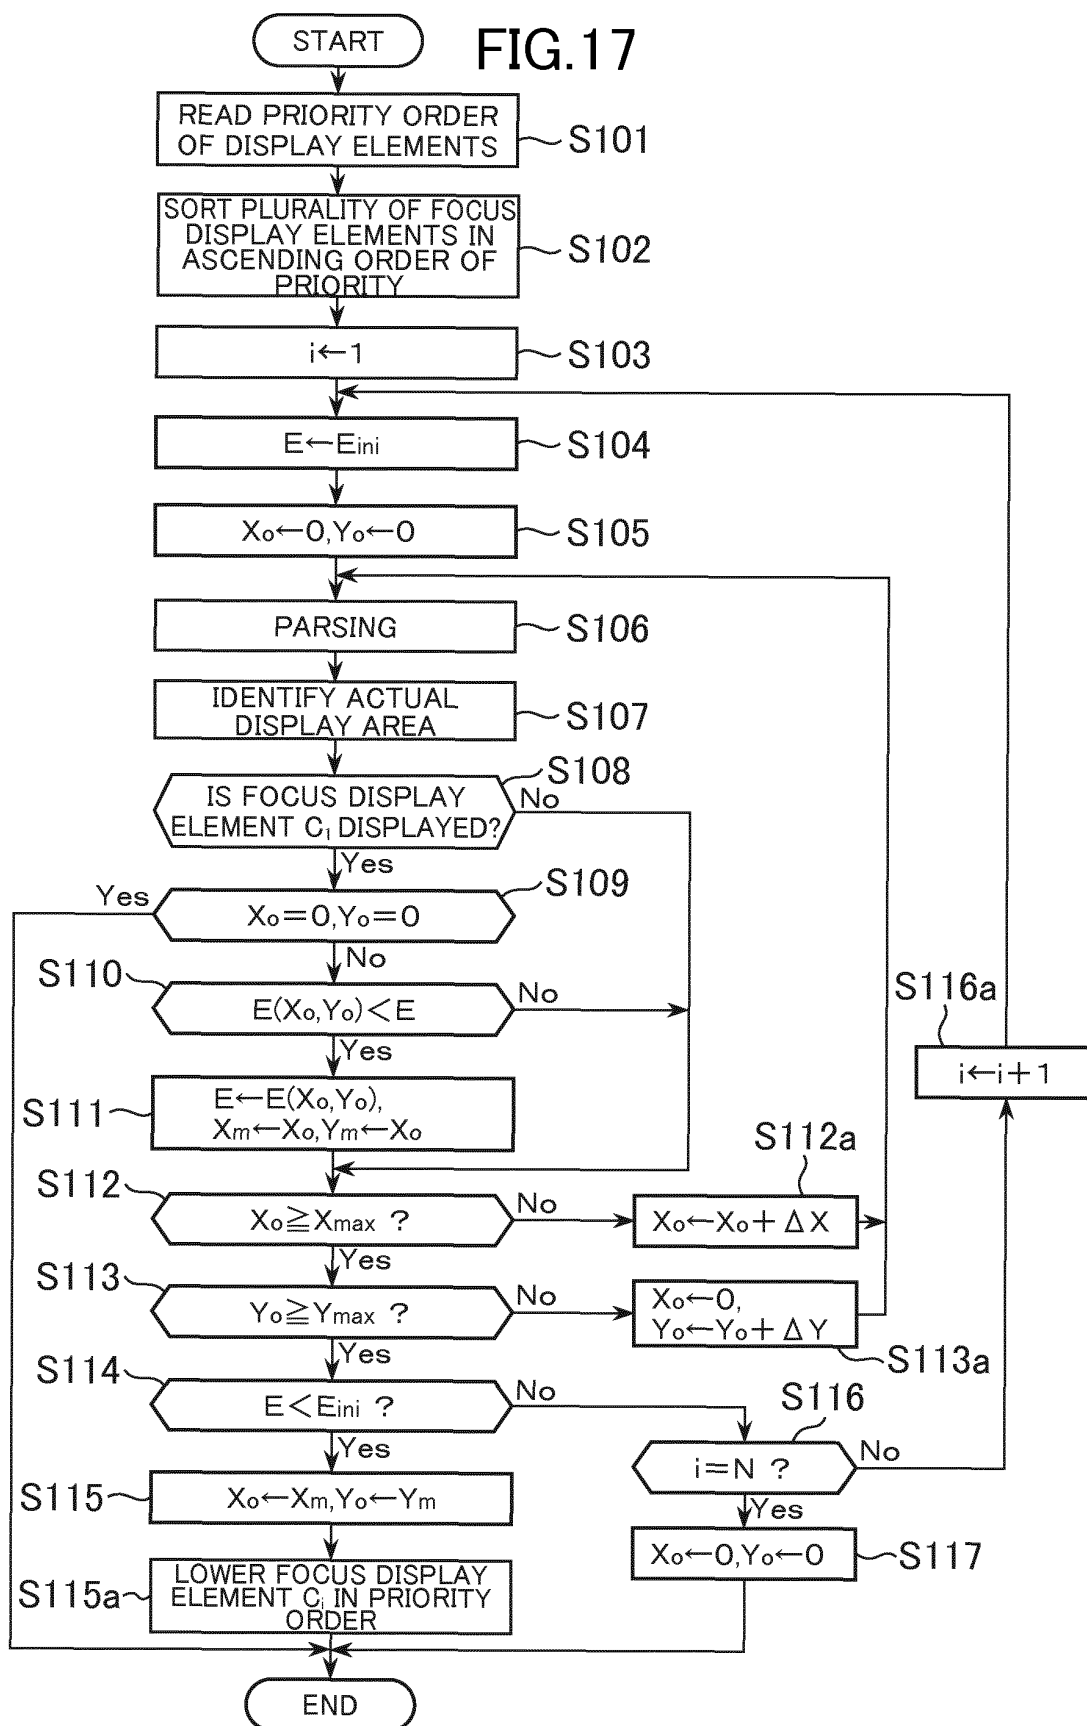 START
FIG.17
READ PRIORITY ORDER
OF DISPLAY ELEMENTS
S101
SORT PLURALITY OF FOCUS
DISPLAY ELEMENTS IN
ASCENDING ORDER OF
PRIORITY
S102
i←1
S103
E←Eini
S104
Xo←0,Yo←0
S105
PARSING
S106
IDENTIFY ACTUAL
DISPLAY AREA
S107
S108
IS FOCUS DISPLAY
ELEMENT Ci DISPLAYED?
No
Yes
S109
Yes
Xo=0,Yo=0
No
S110
E(Xo,Yo)<E
No
Yes
S116a
i←i+1
S111
E←E(Xo,Yo),
Xm←Xo,Ym←Xo
S112a
S112
Xo≧Xmax ?
No
Xo←Xo+ΔX
Yes
S113
Yo≧Ymax ?
No
Xo←0,
Yo←Yo+ΔY
S113a
Yes
S114
E<Eini ?
No
S116
i=N ?
No
Yes
Yes
S115
Xo←Xm,Yo←Ym
Xo←0,Yo←0
S117
S115a
LOWER FOCUS DISPLAY
ELEMENT Ci IN PRIORITY
ORDER
END